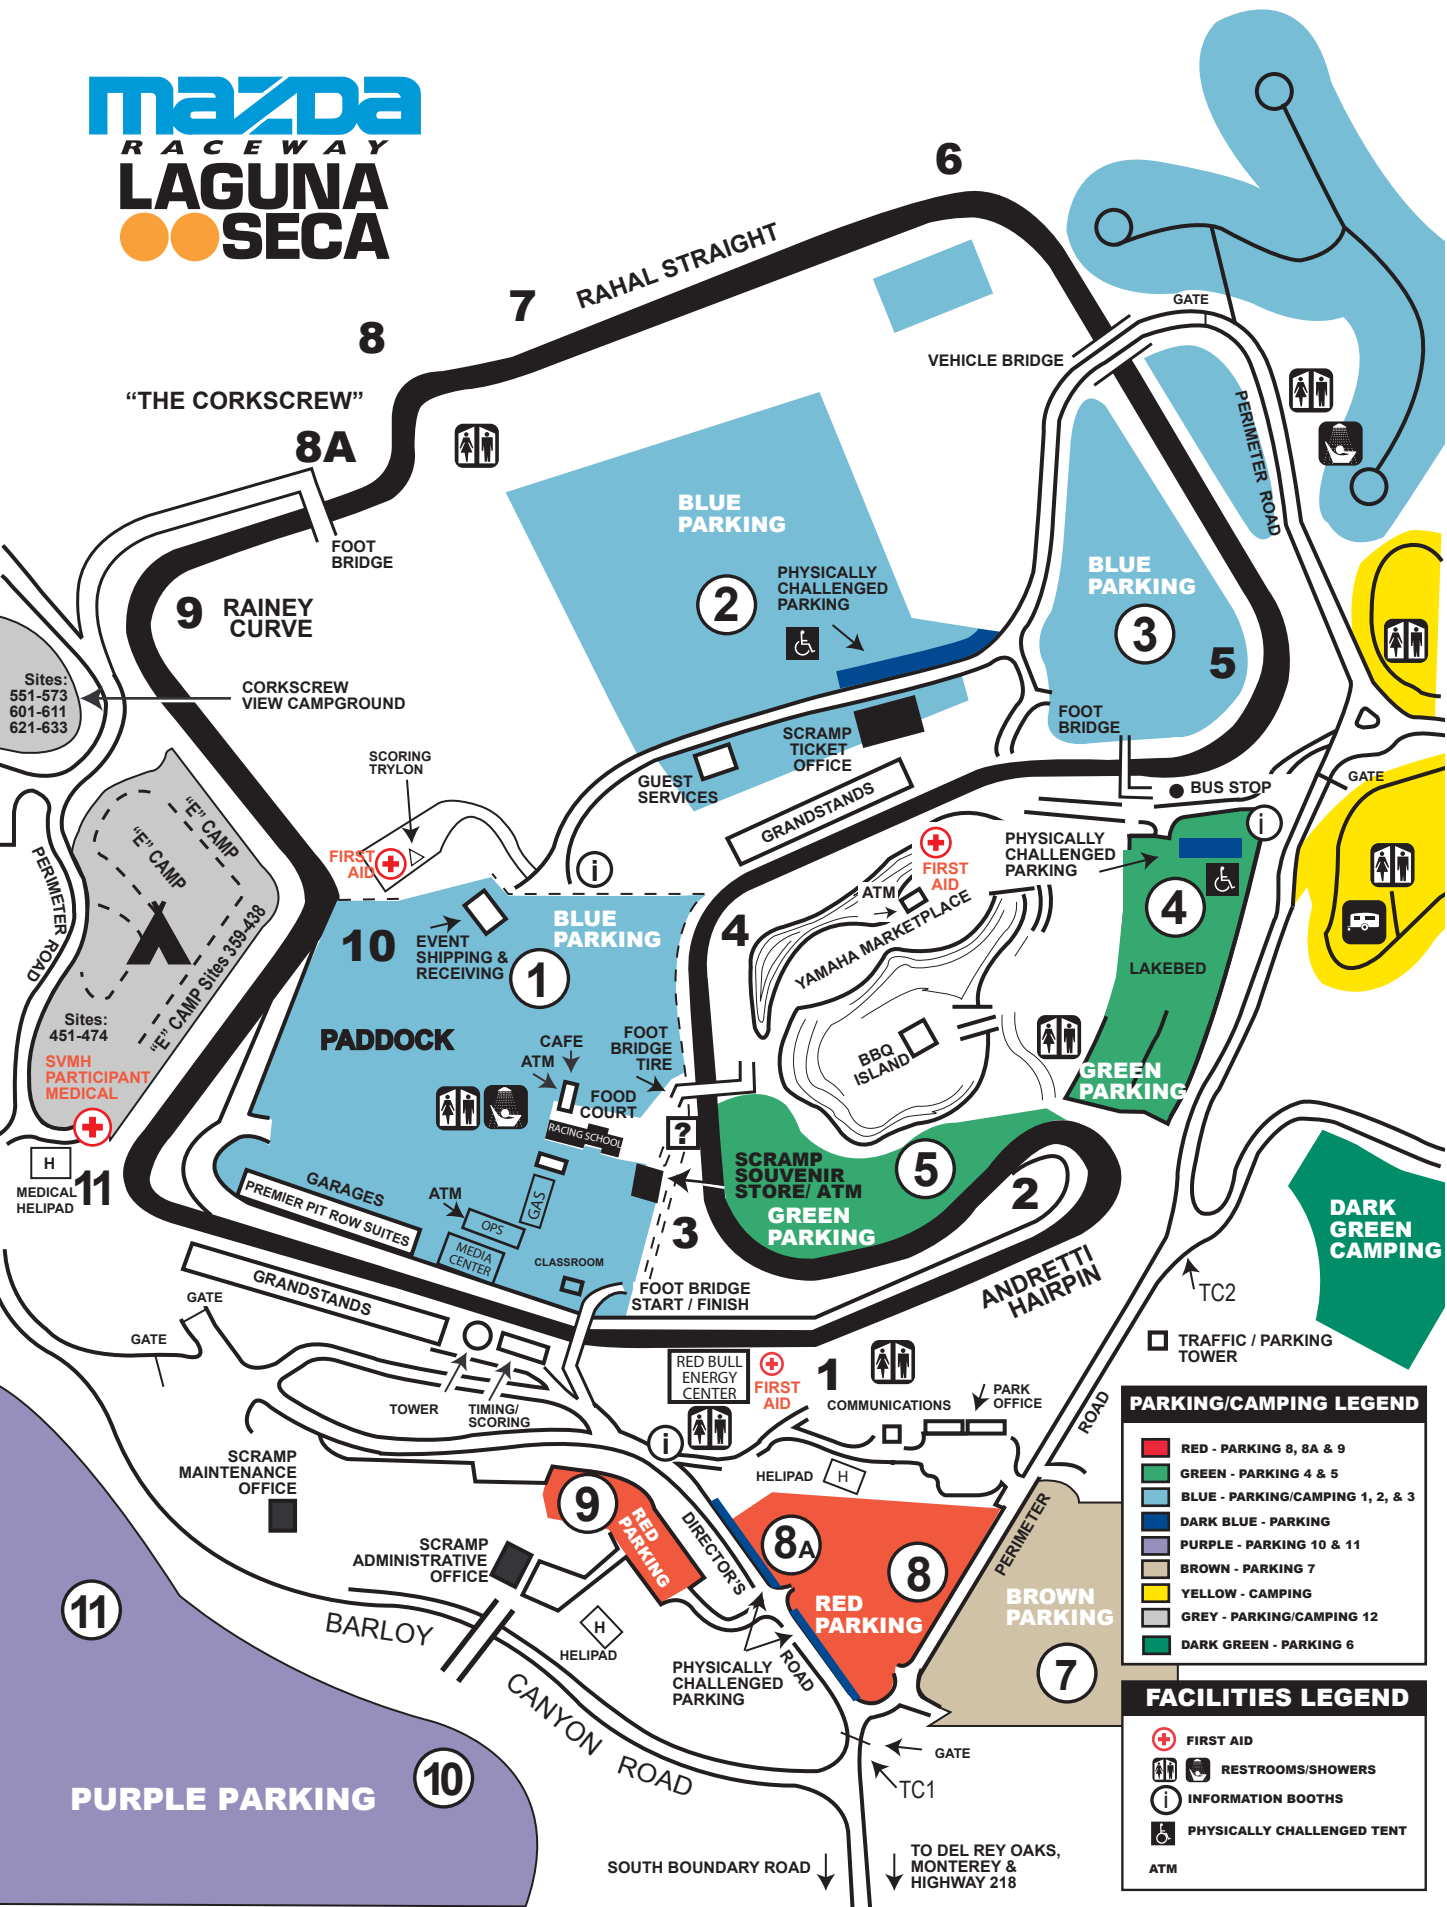 mazda
RACEWAY
LAGUNA
SECA
6
RAHAL STRAIGHT
7
8
"THE CORKSCREW"
8A
GATE
VEHICLE BRIDGE
PERIMETER ROAD
FOOT
BRIDGE
9
RAINEY
CURVE
BLUE
PARKING
2
PHYSICALLY
CHALLENGED
PARKING
BLUE
PARKING
3
5
Sites:
551-573
601-611
621-633
CORKSCREW
VIEW CAMPGROUND
FOOT
BRIDGE
SCRAMP
TICKET
OFFICE
SCORING
TRYLON
GUEST
SERVICES
GRANDSTANDS
GATE
BUS STOP
i
FIRST
AID
i
FIRST
AID
PHYSICALLY
CHALLENGED
PARKING
ATM
YAMAHA MARKETPLACE
4
LAKEBED
"E" CAMP
"E" CAMP
"E" CAMP Sites 359-438
PERIMETER ROAD
10
EVENT
SHIPPING &
RECEIVING
BLUE
PARKING
1
4
PADDOCK
Sites:
451-474
SVMH
PARTICIPANT
MEDICAL
CAFE
ATM
FOOT
BRIDGE
TIRE
BBQ
ISLAND
GREEN
PARKING
FOOD
COURT
RACING SCHOOL
?
H
MEDICAL
HELIPAD
11
GARAGES
PREMIER PIT ROW SUITES
ATM
GAS
OPS
MEDIA
CENTER
CLASSROOM
SCRAMP
SOUVENIR
STORE/ ATM
5
GREEN
PARKING
2
3
DARK
GREEN
CAMPING
ANDRETTI
HAIRPIN
TC2
GRANDSTANDS
GATE
GATE
FOOT BRIDGE
START / FINISH
TRAFFIC / PARKING
TOWER
RED BULL
ENERGY
CENTER
FIRST
AID
1
COMMUNICATIONS
PARK
OFFICE
TOWER
TIMING/
SCORING
i
HELIPAD
H
PERIMETER
ROAD
SCRAMP
MAINTENANCE
OFFICE
9
RED
PARKING
DIRECTOR'S
ROAD
8A
8
RED
PARKING
BROWN
PARKING
7
SCRAMP
ADMINISTRATIVE
OFFICE
H
HELIPAD
PHYSICALLY
CHALLENGED
PARKING
11
BARLOY
CANYON
ROAD
PURPLE PARKING
10
GATE
TC1
SOUTH BOUNDARY ROAD
TO DEL REY OAKS,
MONTEREY &
HIGHWAY 218
PARKING/CAMPING LEGEND
RED - PARKING 8, 8A & 9
GREEN - PARKING 4 & 5
BLUE - PARKING/CAMPING 1, 2, & 3
DARK BLUE - PARKING
PURPLE - PARKING 10 & 11
BROWN - PARKING 7
YELLOW - CAMPING
GREY - PARKING/CAMPING 12
DARK GREEN - PARKING 6
FACILITIES LEGEND
FIRST AID
RESTROOMS/SHOWERS
i
INFORMATION BOOTHS
PHYSICALLY CHALLENGED TENT
ATM